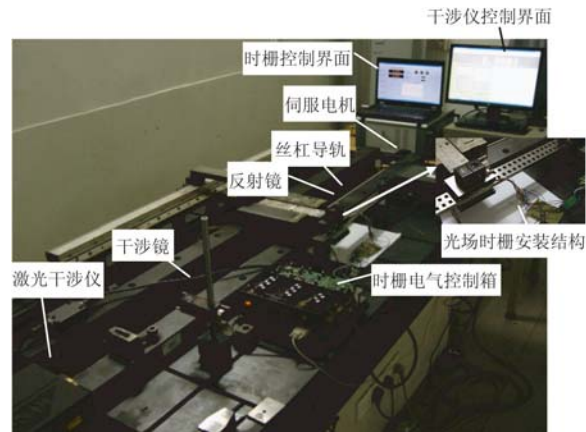 干涉仪控制界面
时栅控制界面
伺服电机
丝杠导轨
反射镜
光场时栅安装结构
干涉镜
时栅电气控制箱
激光干涉仪